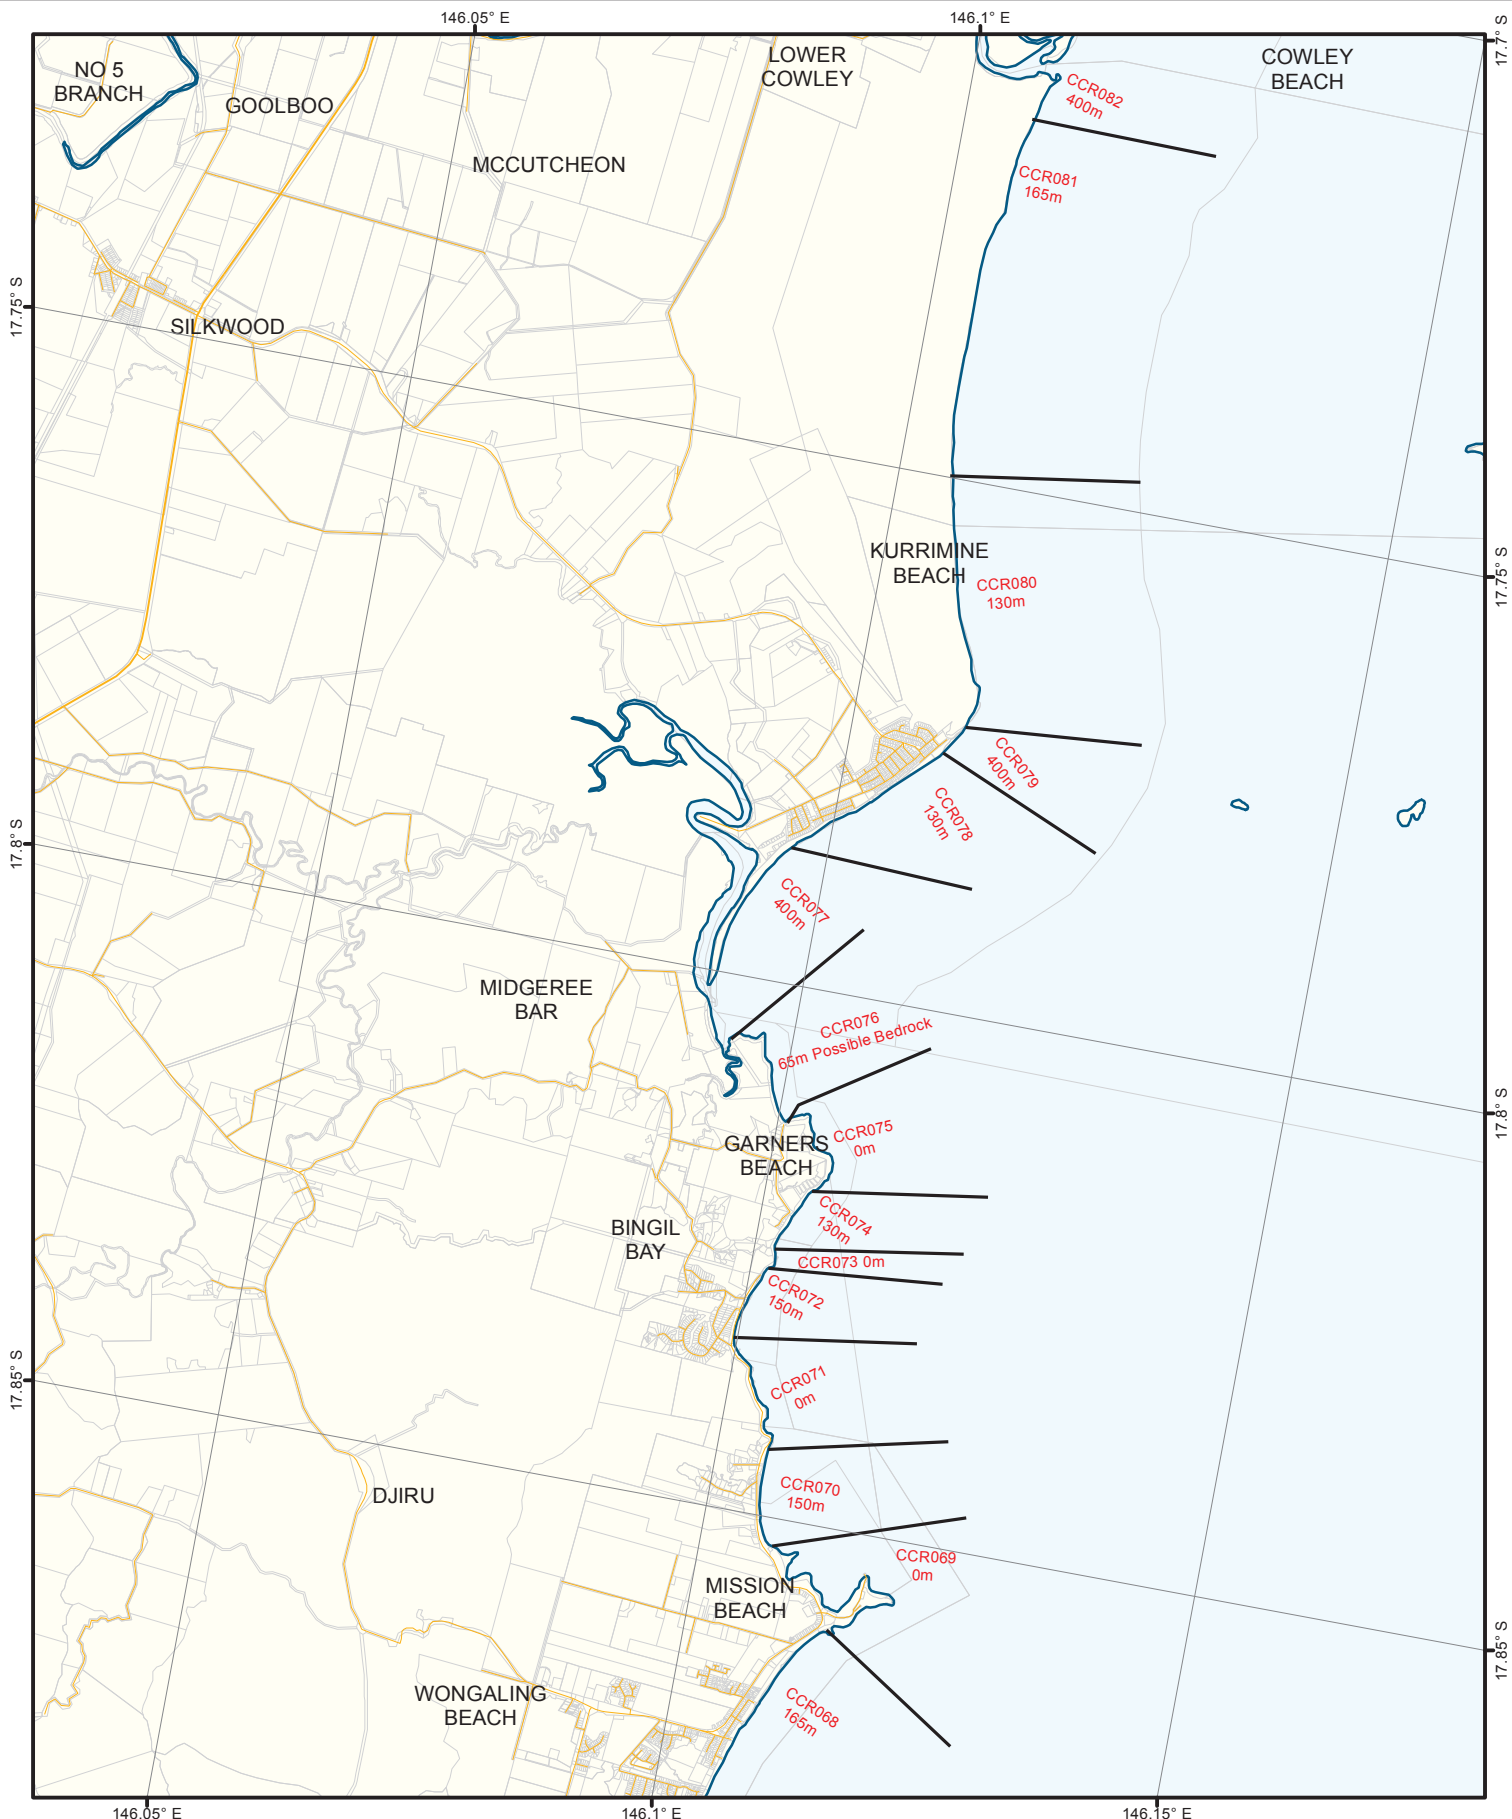 146.05° E
146.1° E
17.7° S
NO 5
BRANCH
GOOLBOO
LOWER
COWLEY
COWLEY
BEACH
CCR082
400m
MCCUTCHEON
CCR081
165m
17.75° S
SILKWOOD
KURRIMINE
BEACH
CCR080
130m
17.75° S
CCR079
400m
CCR078
130m
17.8° S
CCR077
400m
MIDGEREE
BAR
CCR076
65m Possible Bedrock
17.8° S
GARNERS
BEACH
CCR075
0m
CCR074
130m
BINGIL
BAY
CCR073 0m
CCR072
150m
17.85° S
CCR071
0m
DJIRU
CCR070
150m
CCR069
0m
MISSION
BEACH
17.85° S
WONGALING
BEACH
CCR068
165m
146.05° E
146.1° E
146.15° E